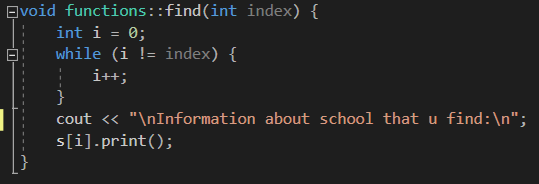 void functions::find(int index) {
int i = 0;
while (i != index) {
i++;
}
cout << "\nInformation about school that u find:\n";
s[i].print();
}